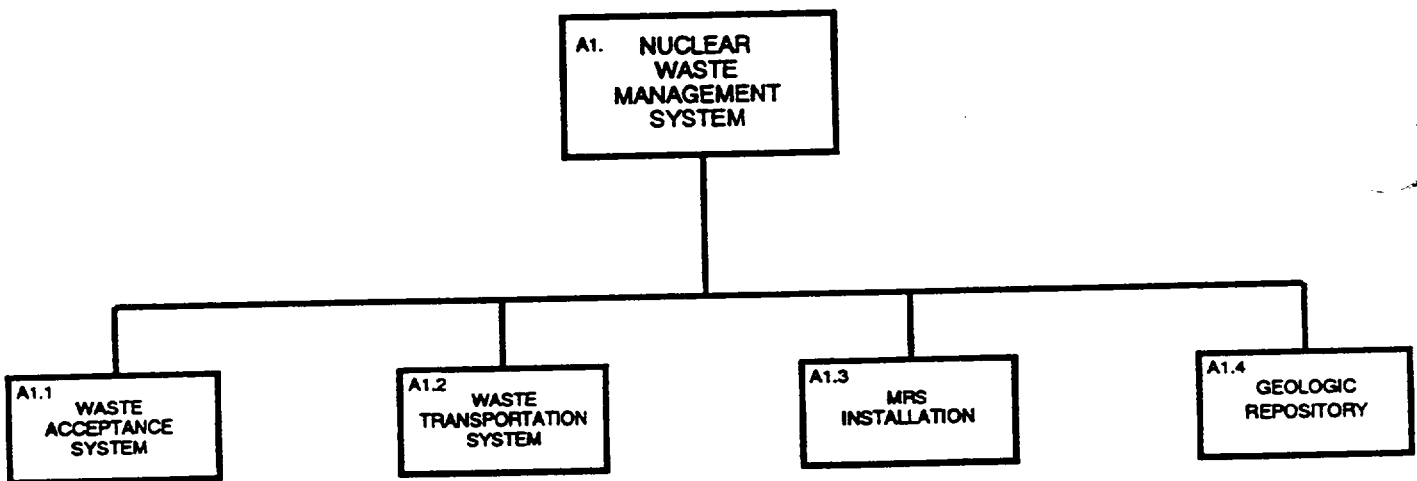 A1. NUCLEAR
WASTE
MANAGEMENT
SYSTEM
A1.1
WASTE
ACCEPTANCE
SYSTEM
A1.2
WASTE
TRANSPORTATION
SYSTEM
A1.3
MRS
INSTALLATION
A1.4
GEOLOGIC
REPOSITORY